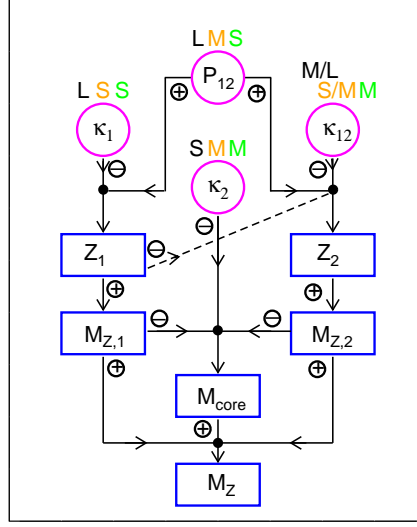 L M S
P12
⊕ ⊕
M/L
L S S
S/M M
κ1
κ12
S M M
κ2
⊖ ⊖
⊖
Z1
⊖
Z2
⊕ ⊕
MZ,1
⊖ ⊖
MZ,2
⊕ ⊕
Mcore
⊕
MZ